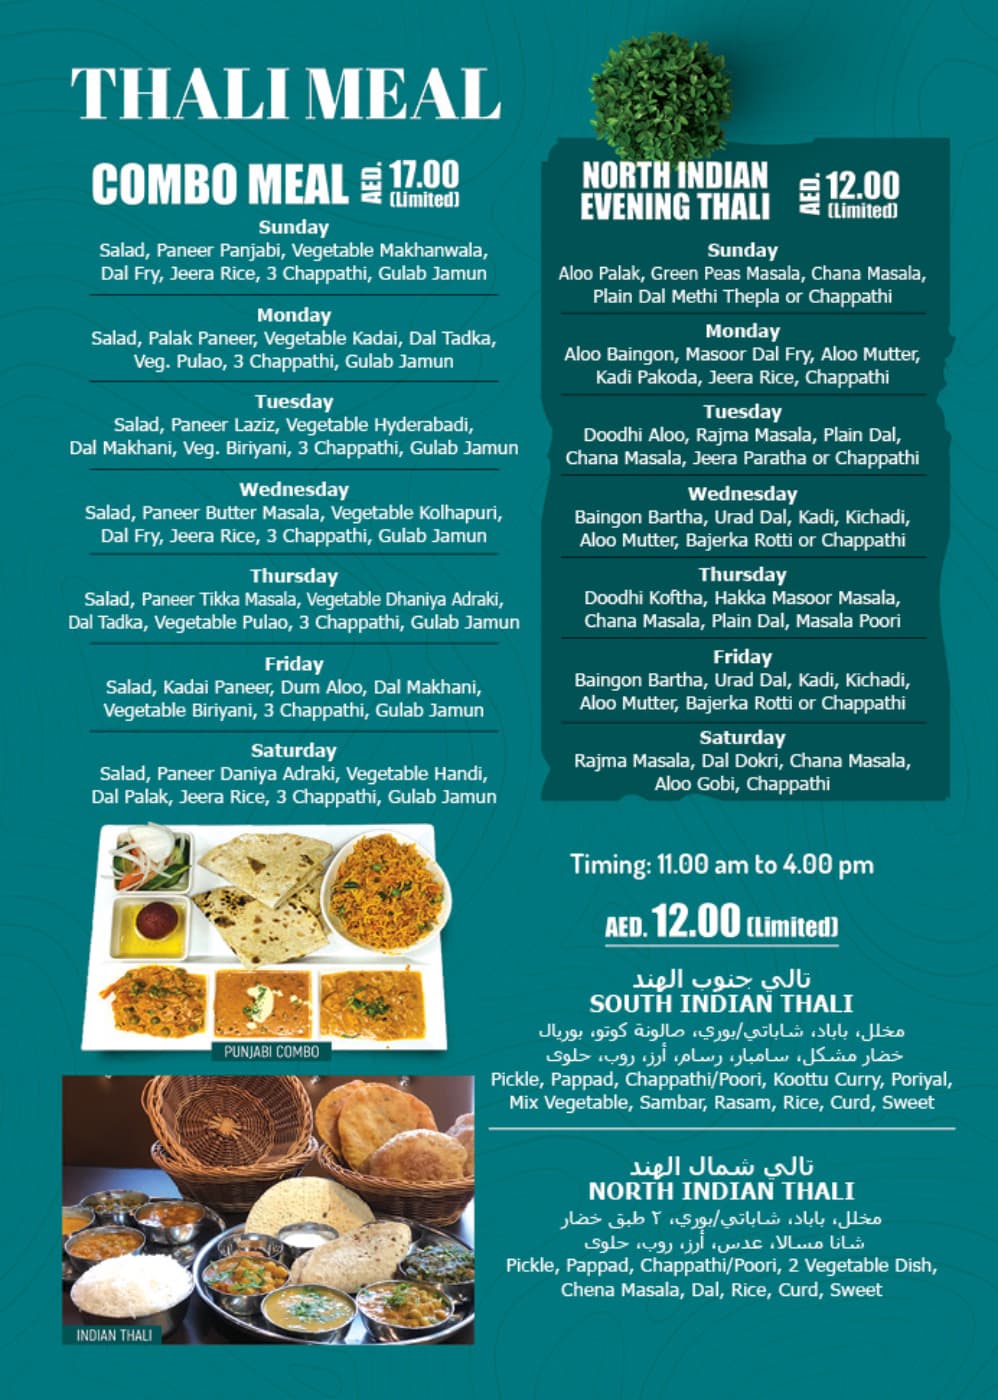 THALI MEAL
COMBO MEAL AED. 17.00 (Limited)
Sunday
Salad, Paneer Panjabi, Vegetable Makhanwala,
Dal Fry, Jeera Rice, 3 Chappathi, Gulab Jamun
Monday
Salad, Palak Paneer, Vegetable Kadai, Dal Tadka,
Veg. Pulao, 3 Chappathi, Gulab Jamun
Tuesday
Salad, Paneer Laziz, Vegetable Hyderabadi,
Dal Makhani, Veg. Biriyani, 3 Chappathi, Gulab Jamun
Wednesday
Salad, Paneer Butter Masala, Vegetable Kolhapuri,
Dal Fry, Jeera Rice, 3 Chappathi, Gulab Jamun
Thursday
Salad, Paneer Tikka Masala, Vegetable Dhaniya Adraki,
Dal Tadka, Vegetable Pulao, 3 Chappathi, Gulab Jamun
Friday
Salad, Kadai Paneer, Dum Aloo, Dal Makhani,
Vegetable Biriyani, 3 Chappathi, Gulab Jamun
Saturday
Salad, Paneer Daniya Adraki, Vegetable Handi,
Dal Palak, Jeera Rice, 3 Chappathi, Gulab Jamun
PUNJABI COMBO
INDIAN THALI
NORTH INDIAN
EVENING THALI AED. 12.00 (Limited)
Sunday
Aloo Palak, Green Peas Masala, Chana Masala,
Plain Dal Methi Thepla or Chappathi
Monday
Aloo Baingon, Masoor Dal Fry, Aloo Mutter,
Kadi Pakoda, Jeera Rice, Chappathi
Tuesday
Doodhi Aloo, Rajma Masala, Plain Dal,
Chana Masala, Jeera Paratha or Chappathi
Wednesday
Baingon Bartha, Urad Dal, Kadi, Kichadi,
Aloo Mutter, Bajerka Rotti or Chappathi
Thursday
Doodhi Koftha, Hakka Masoor Masala,
Chana Masala, Plain Dal, Masala Poori
Friday
Baingon Bartha, Urad Dal, Kadi, Kichadi,
Aloo Mutter, Bajerka Rotti or Chappathi
Saturday
Rajma Masala, Dal Dokri, Chana Masala,
Aloo Gobi, Chappathi
Timing: 11.00 am to 4.00 pm
AED. 12.00 (Limited)
تالي جنوب الهند
SOUTH INDIAN THALI
مخلل، باباد، شاباتي/بوري، صالونة كوتو، بوريال
خضار مشكل، سامبار، رسام، أرز، روب، حلوى
Pickle, Pappad, Chappathi/Poori, Koottu Curry, Poriyal,
Mix Vegetable, Sambar, Rasam, Rice, Curd, Sweet
تالي شمال الهند
NORTH INDIAN THALI
مخلل، باباد، شاباتي/بوري، ٢ طبق خضار
شانا مسالا، عدس، أرز، روب، حلوى
Pickle, Pappad, Chappathi/Poori, 2 Vegetable Dish,
Chena Masala, Dal, Rice, Curd, Sweet